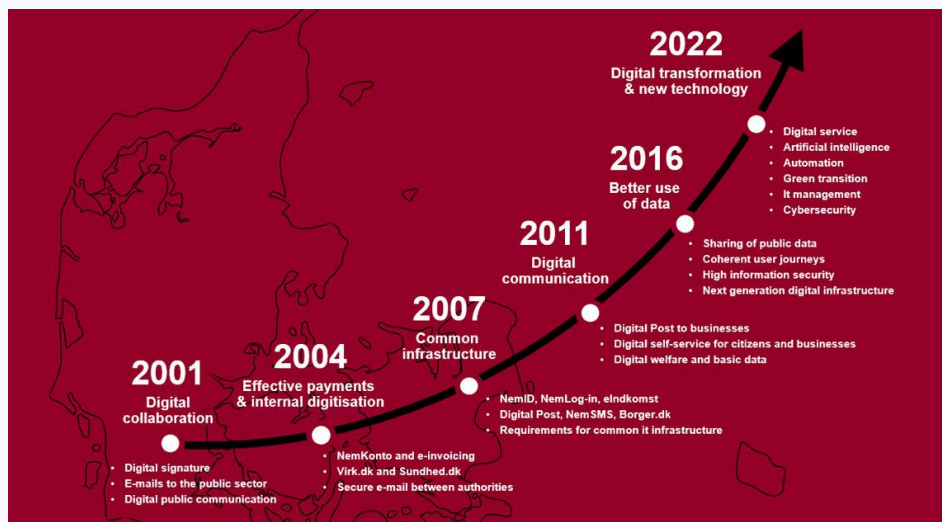 2001
Digital
collaboration
• Digital signature
• E-mails to the public sector
• Digital public communication
2004
Effective payments
& internal digitisation
• NemKonto and e-invoicing
• Virk.dk and Sundhed.dk
• Secure e-mail between authorities
2007
Common
infrastructure
• NemID, NemLog-in, eIndkomst
• Digital Post, NemSMS, Borger.dk
• Requirements for common it infrastructure
2011
Digital
communication
• Digital Post to businesses
• Digital self-service for citizens and businesses
• Digital welfare and basic data
2016
Better use
of data
• Sharing of public data
• Coherent user journeys
• High information security
• Next generation digital infrastructure
2022
Digital transformation
& new technology
• Digital service
• Artificial intelligence
• Automation
• Green transition
• It management
• Cybersecurity